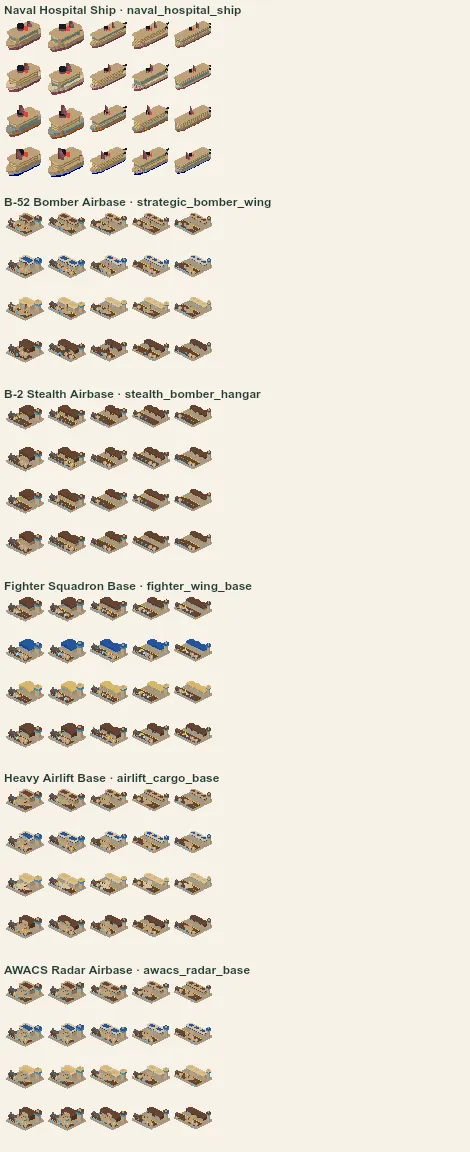 Naval Hospital Ship · naval_hospital_ship
B-52 Bomber Airbase · strategic_bomber_wing
B-2 Stealth Airbase · stealth_bomber_hangar
Fighter Squadron Base · fighter_wing_base
Heavy Airlift Base · airlift_cargo_base
AWACS Radar Airbase · awacs_radar_base